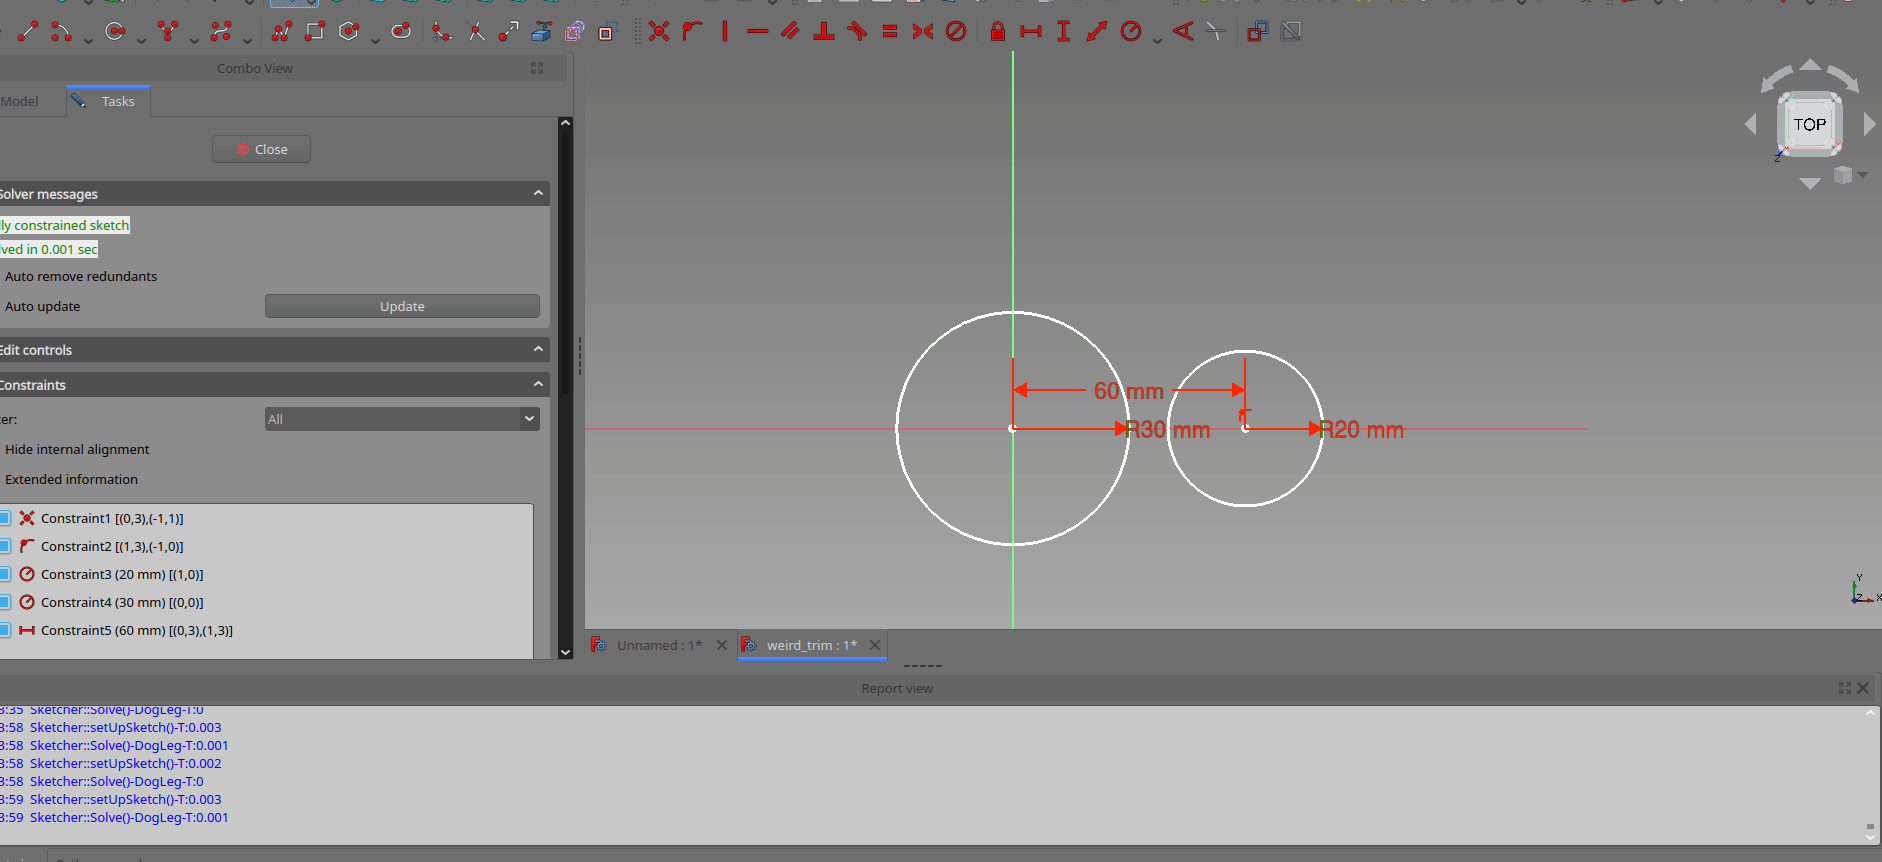 Combo View
Model
Tasks
Close
Solver messages
lly constrained sketch
lved in 0.001 sec
Auto remove redundants
Auto update
Update
Edit controls
Constraints
ter:
All
Hide internal alignment
Extended information
Constraint1 [(0,3),(-1,1)]
Constraint2 [(1,3),(-1,0)]
Constraint3 (20 mm) [(1,0)]
Constraint4 (30 mm) [(0,0)]
Constraint5 (60 mm) [(0,3),(1,3)]
TOP
Z
60 mm
R30 mm
R20 mm
Y
Z
X
Unnamed : 1*
weird_trim : 1*
Report view
3:35 Sketcher::Solve()-DogLeg-T:0
3:58 Sketcher::setUpSketch()-T:0.003
3:58 Sketcher::Solve()-DogLeg-T:0.001
3:58 Sketcher::setUpSketch()-T:0.002
3:58 Sketcher::Solve()-DogLeg-T:0
3:59 Sketcher::setUpSketch()-T:0.003
3:59 Sketcher::Solve()-DogLeg-T:0.001